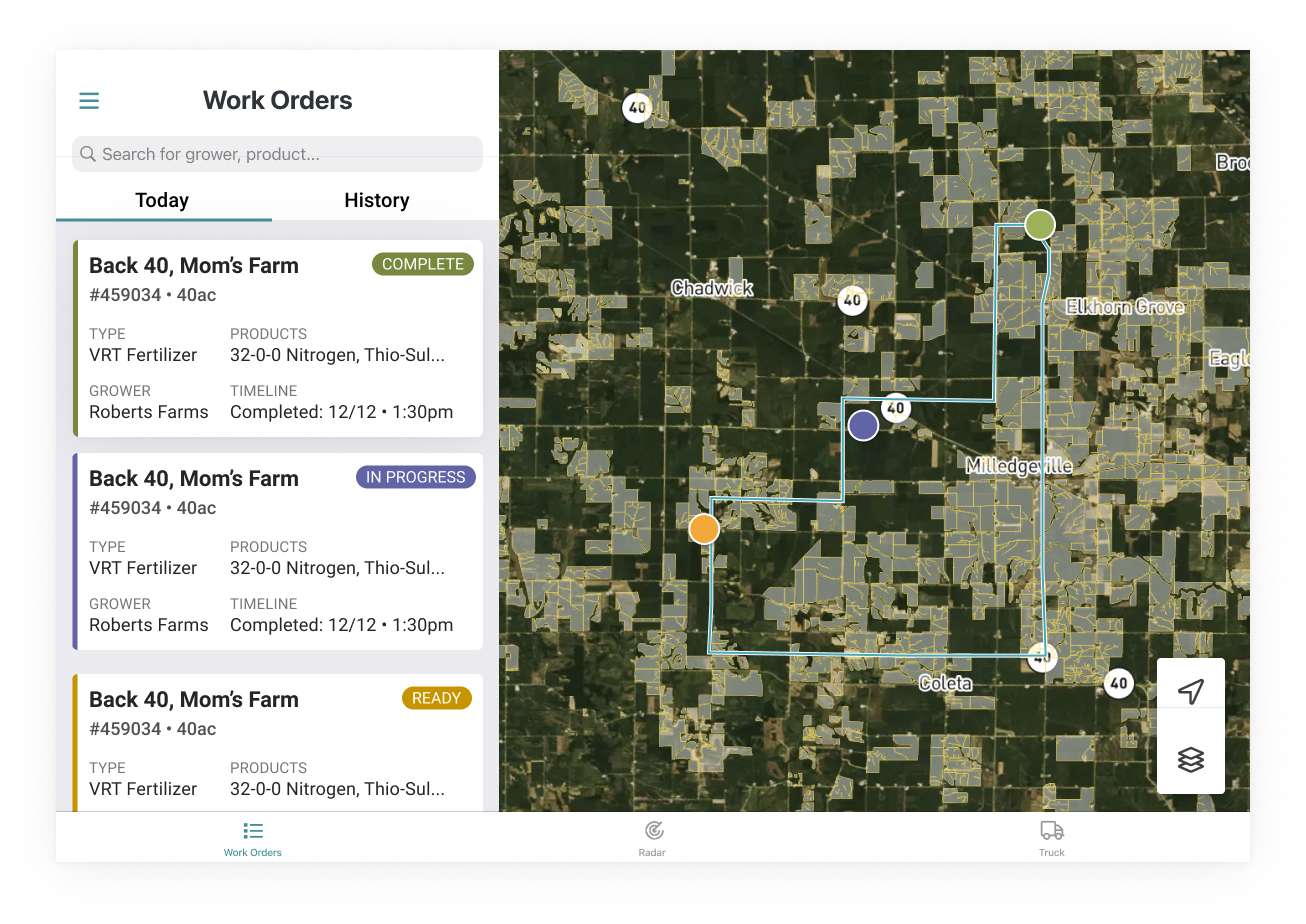 Work Orders
Search for grower, product...
Today
History
Back 40, Mom’s Farm
COMPLETE
#459034 • 40ac
TYPE
PRODUCTS
VRT Fertilizer
32-0-0 Nitrogen, Thio-Sul...
GROWER
TIMELINE
Roberts Farms
Completed: 12/12 • 1:30pm
Back 40, Mom’s Farm
IN PROGRESS
#459034 • 40ac
TYPE
PRODUCTS
VRT Fertilizer
32-0-0 Nitrogen, Thio-Sul...
GROWER
TIMELINE
Roberts Farms
Completed: 12/12 • 1:30pm
Back 40, Mom’s Farm
READY
#459034 • 40ac
TYPE
PRODUCTS
VRT Fertilizer
32-0-0 Nitrogen, Thio-Sul...
40
Broo
Chadwick
40
Elkhorn Grove
Eagle
40
Milledgeville
40
Coleta
40
Work Orders
Radar
Truck